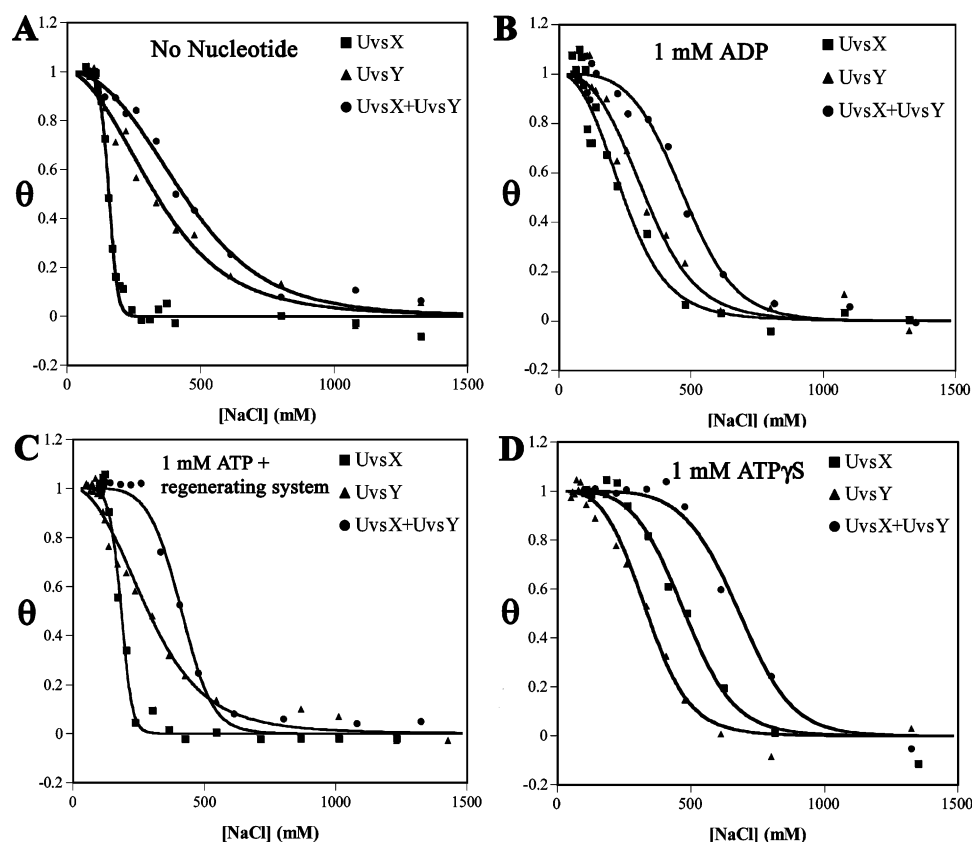 A
No Nucleotide
UvsX
UvsY
UvsX+UvsY
1.2
1
0.8
0.6
0.4
0.2
0
-0.2
θ
0
500
1000
1500
[NaCl] (mM)
B
1 mM ADP
UvsX
UvsY
UvsX+UvsY
1.2
1
0.8
0.6
0.4
0.2
0
-0.2
θ
0
500
1000
1500
[NaCl] (mM)
C
1 mM ATP +
regenerating system
UvsX
UvsY
UvsX+UvsY
1.2
1
0.8
0.6
0.4
0.2
0
-0.2
θ
0
500
1000
1500
[NaCl] (mM)
D
1 mM ATPγS
UvsX
UvsY
UvsX+UvsY
1.2
1
0.8
0.6
0.4
0.2
0
-0.2
θ
0
500
1000
1500
[NaCl] (mM)